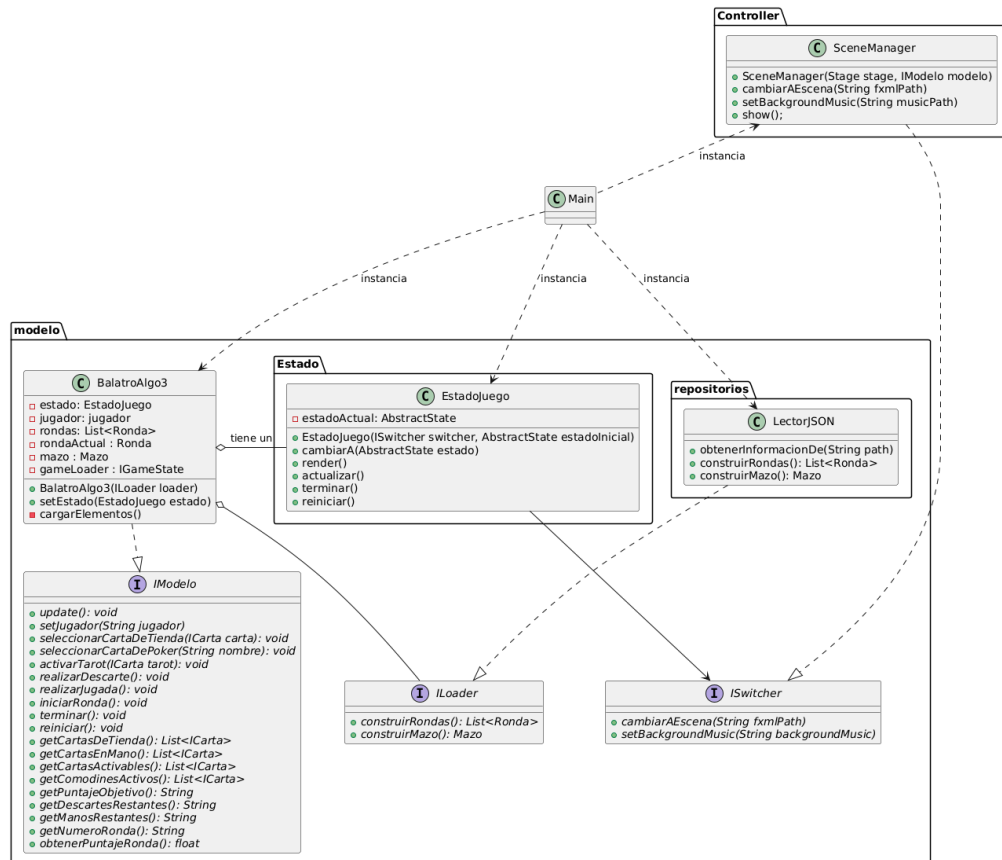 Controller
C SceneManager
SceneManager(Stage stage, IModelo modelo)
cambiarAEscena(String fxmlPath)
setBackgroundMusic(String musicPath)
show();
instancia
C Main
instancia
instancia
instancia
modelo
C BalatroAlgo3
estado: EstadoJuego
jugador: jugador
rondas: List<Ronda>
rondaActual : Ronda
mazo : Mazo
gameLoader : IGameState
BalatroAlgo3(ILoader loader)
setEstado(EstadoJuego estado)
cargarElementos()
tiene un
Estado
C EstadoJuego
estadoActual: AbstractState
EstadoJuego(ISwitcher switcher, AbstractState estadoInicial)
cambiarA(AbstractState estado)
render()
actualizar()
terminar()
reiniciar()
repositorios
C LectorJSON
obtenerInformacionDe(String path)
construirRondas(): List<Ronda>
construirMazo(): Mazo
I IModelo
update(): void
setJugador(String jugador)
seleccionarCartaDeTienda(ICarta carta): void
seleccionarCartaDePoker(String nombre): void
activarTarot(ICarta tarot): void
realizarDescarte(): void
realizarJugada(): void
iniciarRonda(): void
terminar(): void
reiniciar(): void
getCartasDeTienda(): List<ICarta>
getCartasEnMano(): List<ICarta>
getCartasActivables(): List<ICarta>
getComodinesActivos(): List<ICarta>
getPuntajeObjetivo(): String
getDescartesRestantes(): String
getManosRestantes(): String
getNumeroRonda(): String
obtenerPuntajeRonda(): float
I ILoader
construirRondas(): List<Ronda>
construirMazo(): Mazo
I ISwitcher
cambiarAEscena(String fxmlPath)
setBackgroundMusic(String backgroundMusic)